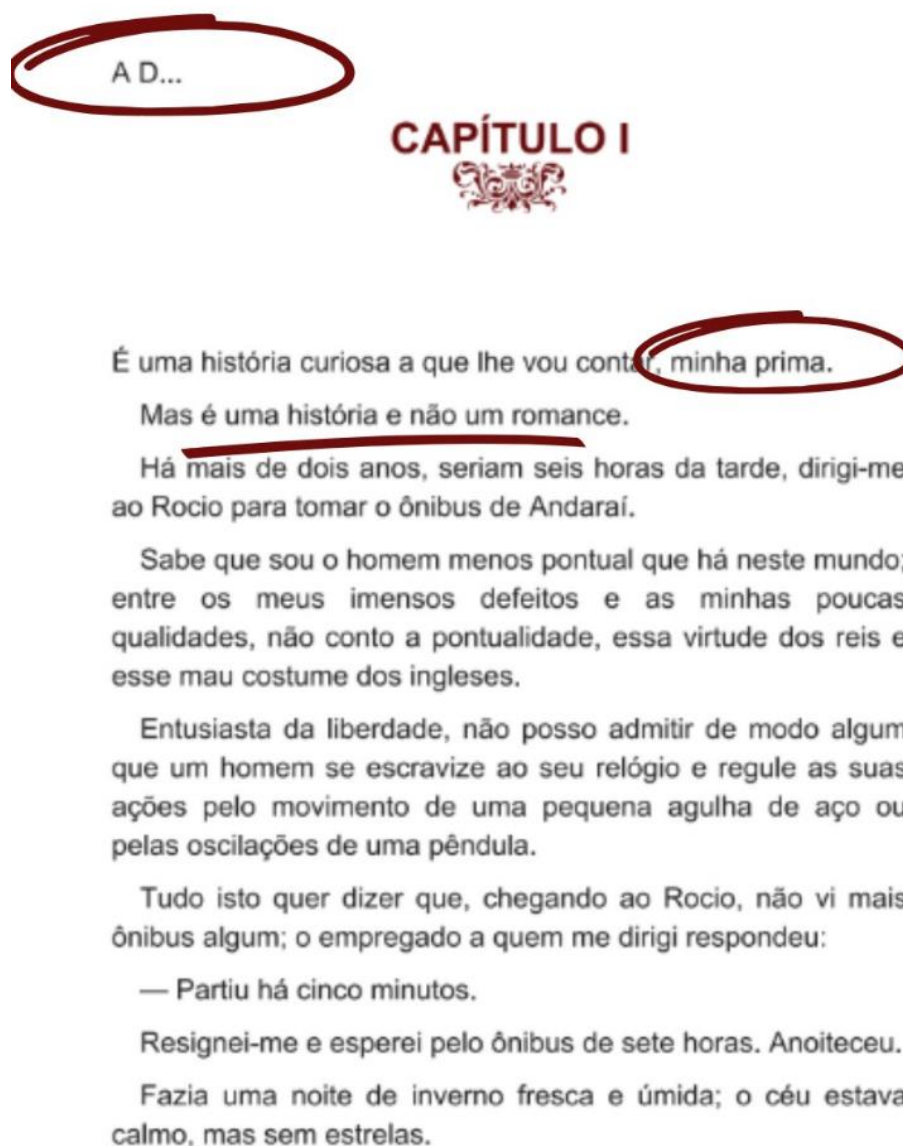 A D...
CAPÍTULO I
É uma história curiosa a que lhe vou contar, minha prima.
Mas é uma história e não um romance.
Há mais de dois anos, seriam seis horas da tarde, dirigi-me
ao Rocio para tomar o ônibus de Andaraí.
Sabe que sou o homem menos pontual que há neste mundo;
entre os meus imensos defeitos e as minhas poucas
qualidades, não conto a pontualidade, essa virtude dos reis e
esse mau costume dos ingleses.
Entusiasta da liberdade, não posso admitir de modo algum
que um homem se escravize ao seu relógio e regule as suas
ações pelo movimento de uma pequena agulha de aço ou
pelas oscilações de uma pêndula.
Tudo isto quer dizer que, chegando ao Rocio, não vi mais
ônibus algum; o empregado a quem me dirigi respondeu:
— Partiu há cinco minutos.
Resignei-me e esperei pelo ônibus de sete horas. Anoiteceu.
Fazia uma noite de inverno fresca e úmida; o céu estava
calmo, mas sem estrelas.